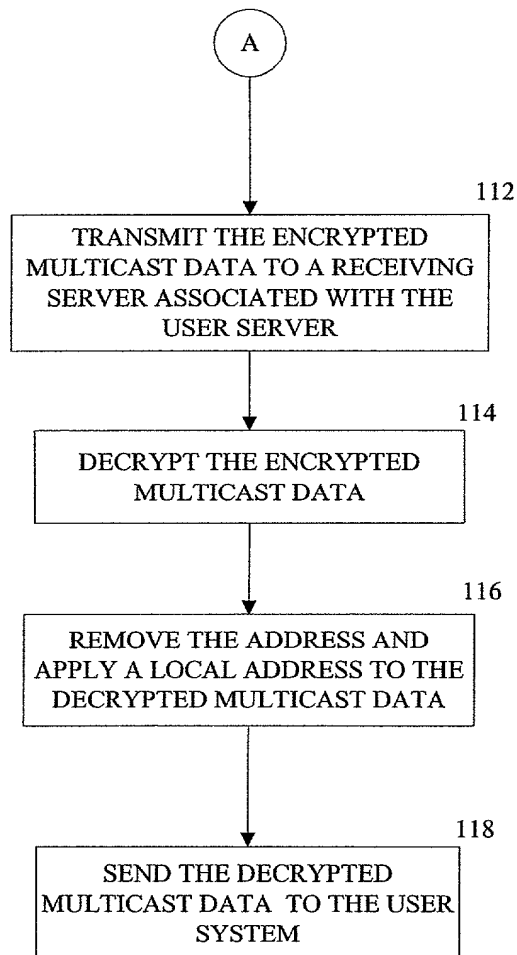 A
112
TRANSMIT THE ENCRYPTED
MULTICAST DATA TO A RECEIVING
SERVER ASSOCIATED WITH THE
USER SERVER
114
DECRYPT THE ENCRYPTED
MULTICAST DATA
116
REMOVE THE ADDRESS AND
APPLY A LOCAL ADDRESS TO THE
DECRYPTED MULTICAST DATA
118
SEND THE DECRYPTED
MULTICAST DATA TO THE USER
SYSTEM